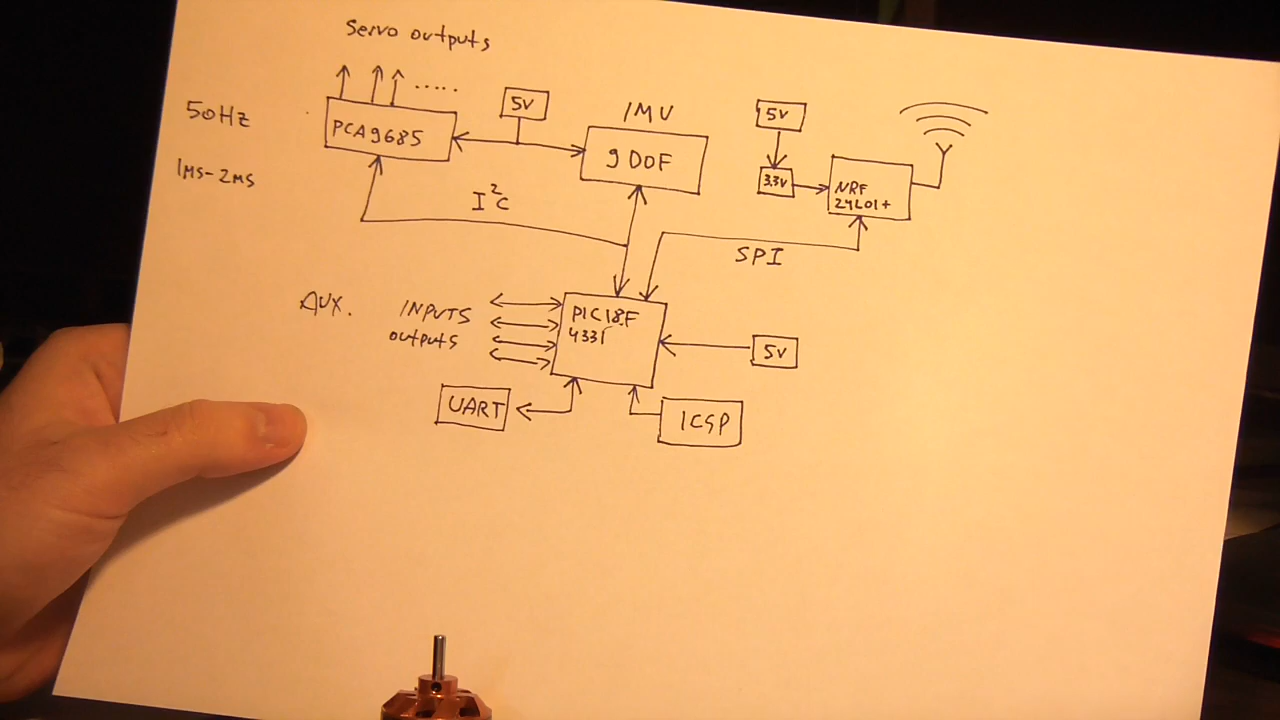 Servo outputs
50Hz
1MS-2MS
PCA9685
5V
IMU
9 DOF
5V
3.3V
NRF
24L01+
I²C
SPI
AUX. INPUTS
outputs
PIC18F
4331
5V
UART
ICSP